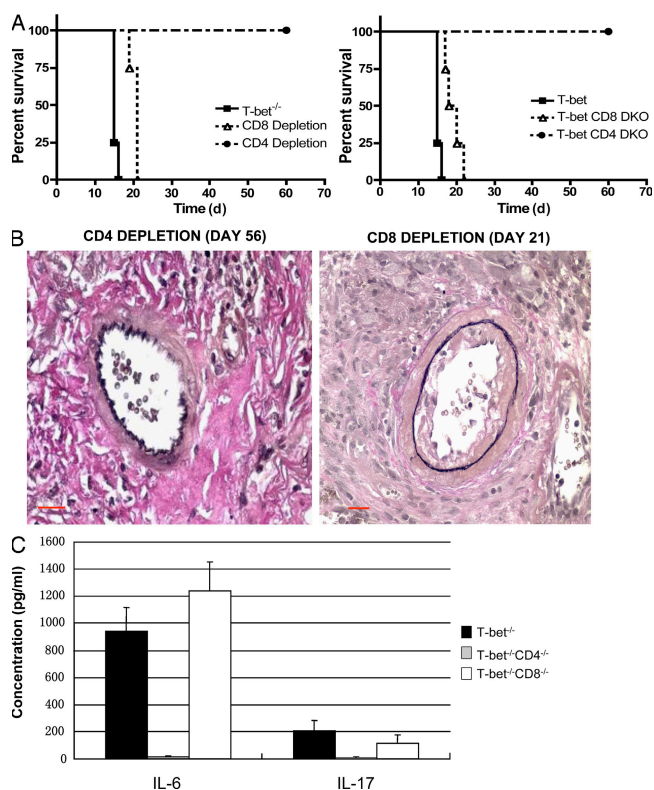 A
Percent survival
100
75
50
25
0
0 10 20 30 40 50 60 70
Time (d)
T-bet-/-
CD8 Depletion
CD4 Depletion
Percent survival
100
75
50
25
0
0 10 20 30 40 50 60 70
Time (d)
T-bet
T-bet CD8 DKO
T-bet CD4 DKO
B
CD4 DEPLETION (DAY 56)
CD8 DEPLETION (DAY 21)
C
Concentration (pg/ml)
1600
1400
1200
1000
800
600
400
200
0
IL-6
IL-17
T-bet-/-
T-bet-/-CD4-/-
T-bet-/-CD8-/-